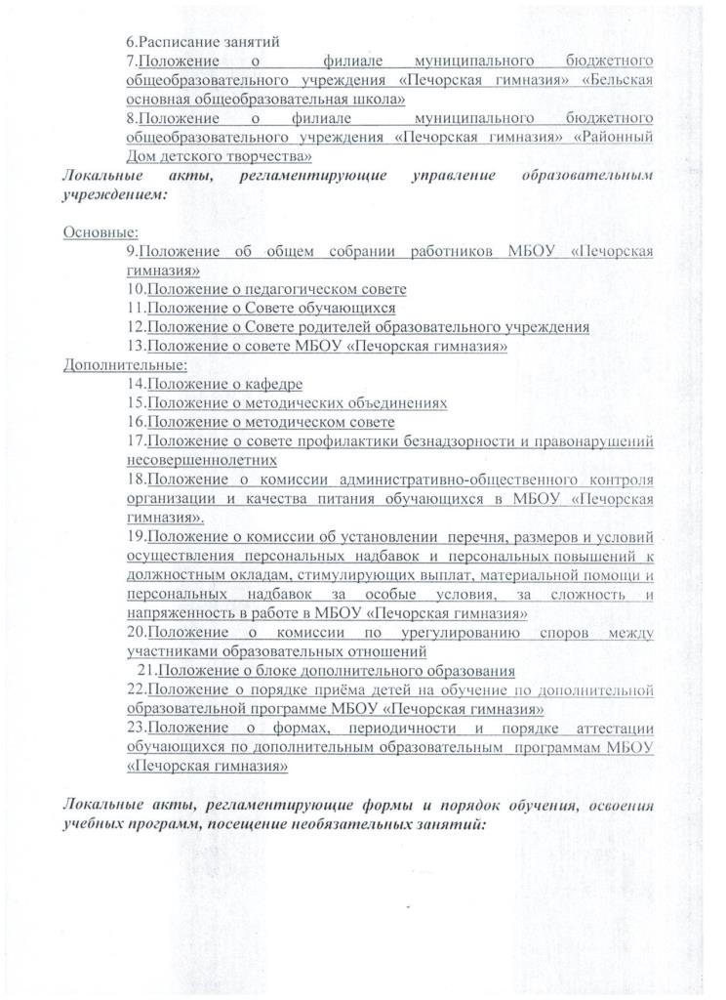 6.Расписание занятий
7.Положение о филиале муниципального бюджетного
общеобразовательного учреждения «Печорская гимназия» «Бельская
основная общеобразовательная школа»
8.Положение о филиале муниципального бюджетного
общеобразовательного учреждения «Печорская гимназия» «Районный
Дом детского творчества»
Локальные акты, регламентирующие управление образовательным
учреждением:
Основные:
9.Положение об общем собрании работников МБОУ «Печорская
гимназия»
10.Положение о педагогическом совете
11.Положение о Совете обучающихся
12.Положение о Совете родителей образовательного учреждения
13.Положение о совете МБОУ «Печорская гимназия»
Дополнительные:
14.Положение о кафедре
15.Положение о методических объединениях
16.Положение о методическом совете
17.Положение о совете профилактики безнадзорности и правонарушений
несовершеннолетних
18.Положение о комиссии административно-общественного контроля
организации и качества питания обучающихся в МБОУ «Печорская
гимназия».
19.Положение о комиссии об установлении перечня, размеров и условий
осуществления персональных надбавок и персональных повышений к
должностным окладам, стимулирующих выплат, материальной помощи и
персональных надбавок за особые условия, за сложность и
напряженность в работе в МБОУ «Печорская гимназия»
20.Положение о комиссии по урегулированию споров между
участниками образовательных отношений
21.Положение о блоке дополнительного образования
22.Положение о порядке приёма детей на обучение по дополнительной
образовательной программе МБОУ «Печорская гимназия»
23.Положение о формах, периодичности и порядке аттестации
обучающихся по дополнительным образовательным программам МБОУ
«Печорская гимназия»
Локальные акты, регламентирующие формы и порядок обучения, освоения
учебных программ, посещение необязательных занятий: